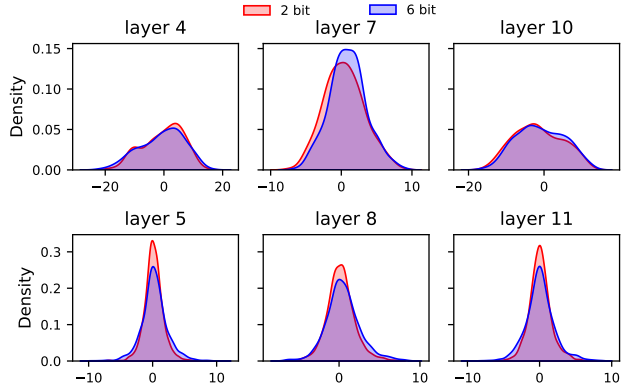 2 bit 6 bit
layer 4 layer 7 layer 10
Density
0.15
0.10
0.05
0.00
−20 0 20
−10 0 10
−20 0
layer 5 layer 8 layer 11
Density
0.3
0.2
0.1
0.0
−10 0 10
0 10
−10 0 10